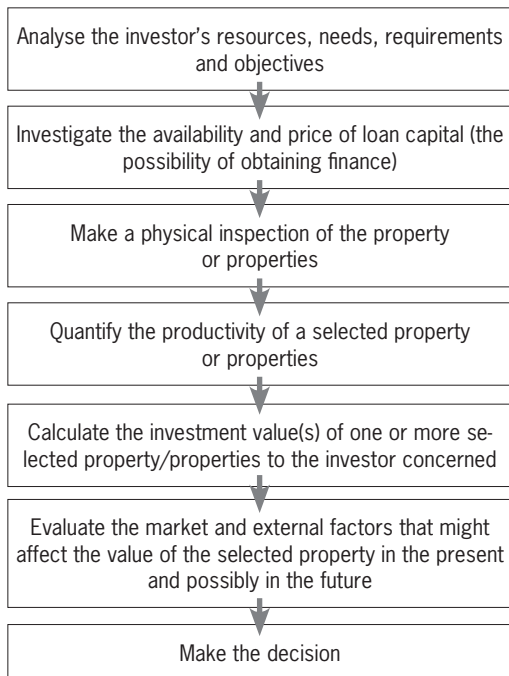 Analyse the investor’s resources, needs, requirements
and objectives
Investigate the availability and price of loan capital (the
possibility of obtaining finance)
Make a physical inspection of the property
or properties
Quantify the productivity of a selected property
or properties
Calculate the investment value(s) of one or more se-
lected property/properties to the investor concerned
Evaluate the market and external factors that might
affect the value of the selected property in the present
and possibly in the future
Make the decision